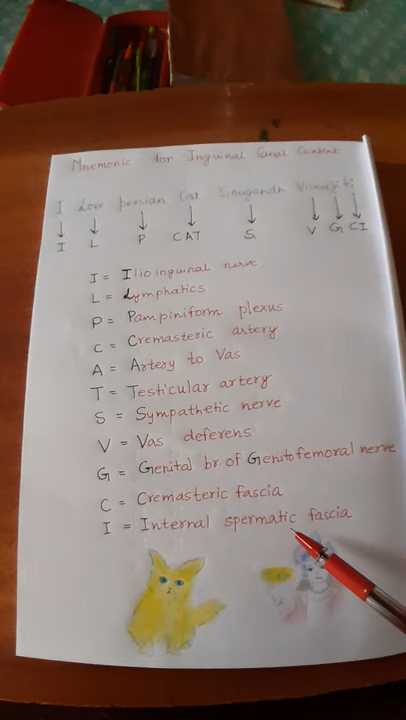 Mnemonic for Inguinal Canal Content
I Love persian Cat Saugandh
I L P CAT S V G CI
I = Ilioinguinal nerve
L = Lymphatics
P = Pampiniform plexus
C = Cremasteric artery
A = Artery to Vas
T = Testicular artery
S = Sympathetic nerve
V = Vas deferens
G = Genital br of Genitofemoral nerve
C = Cremasteric fascia
I = Internal spermatic fascia